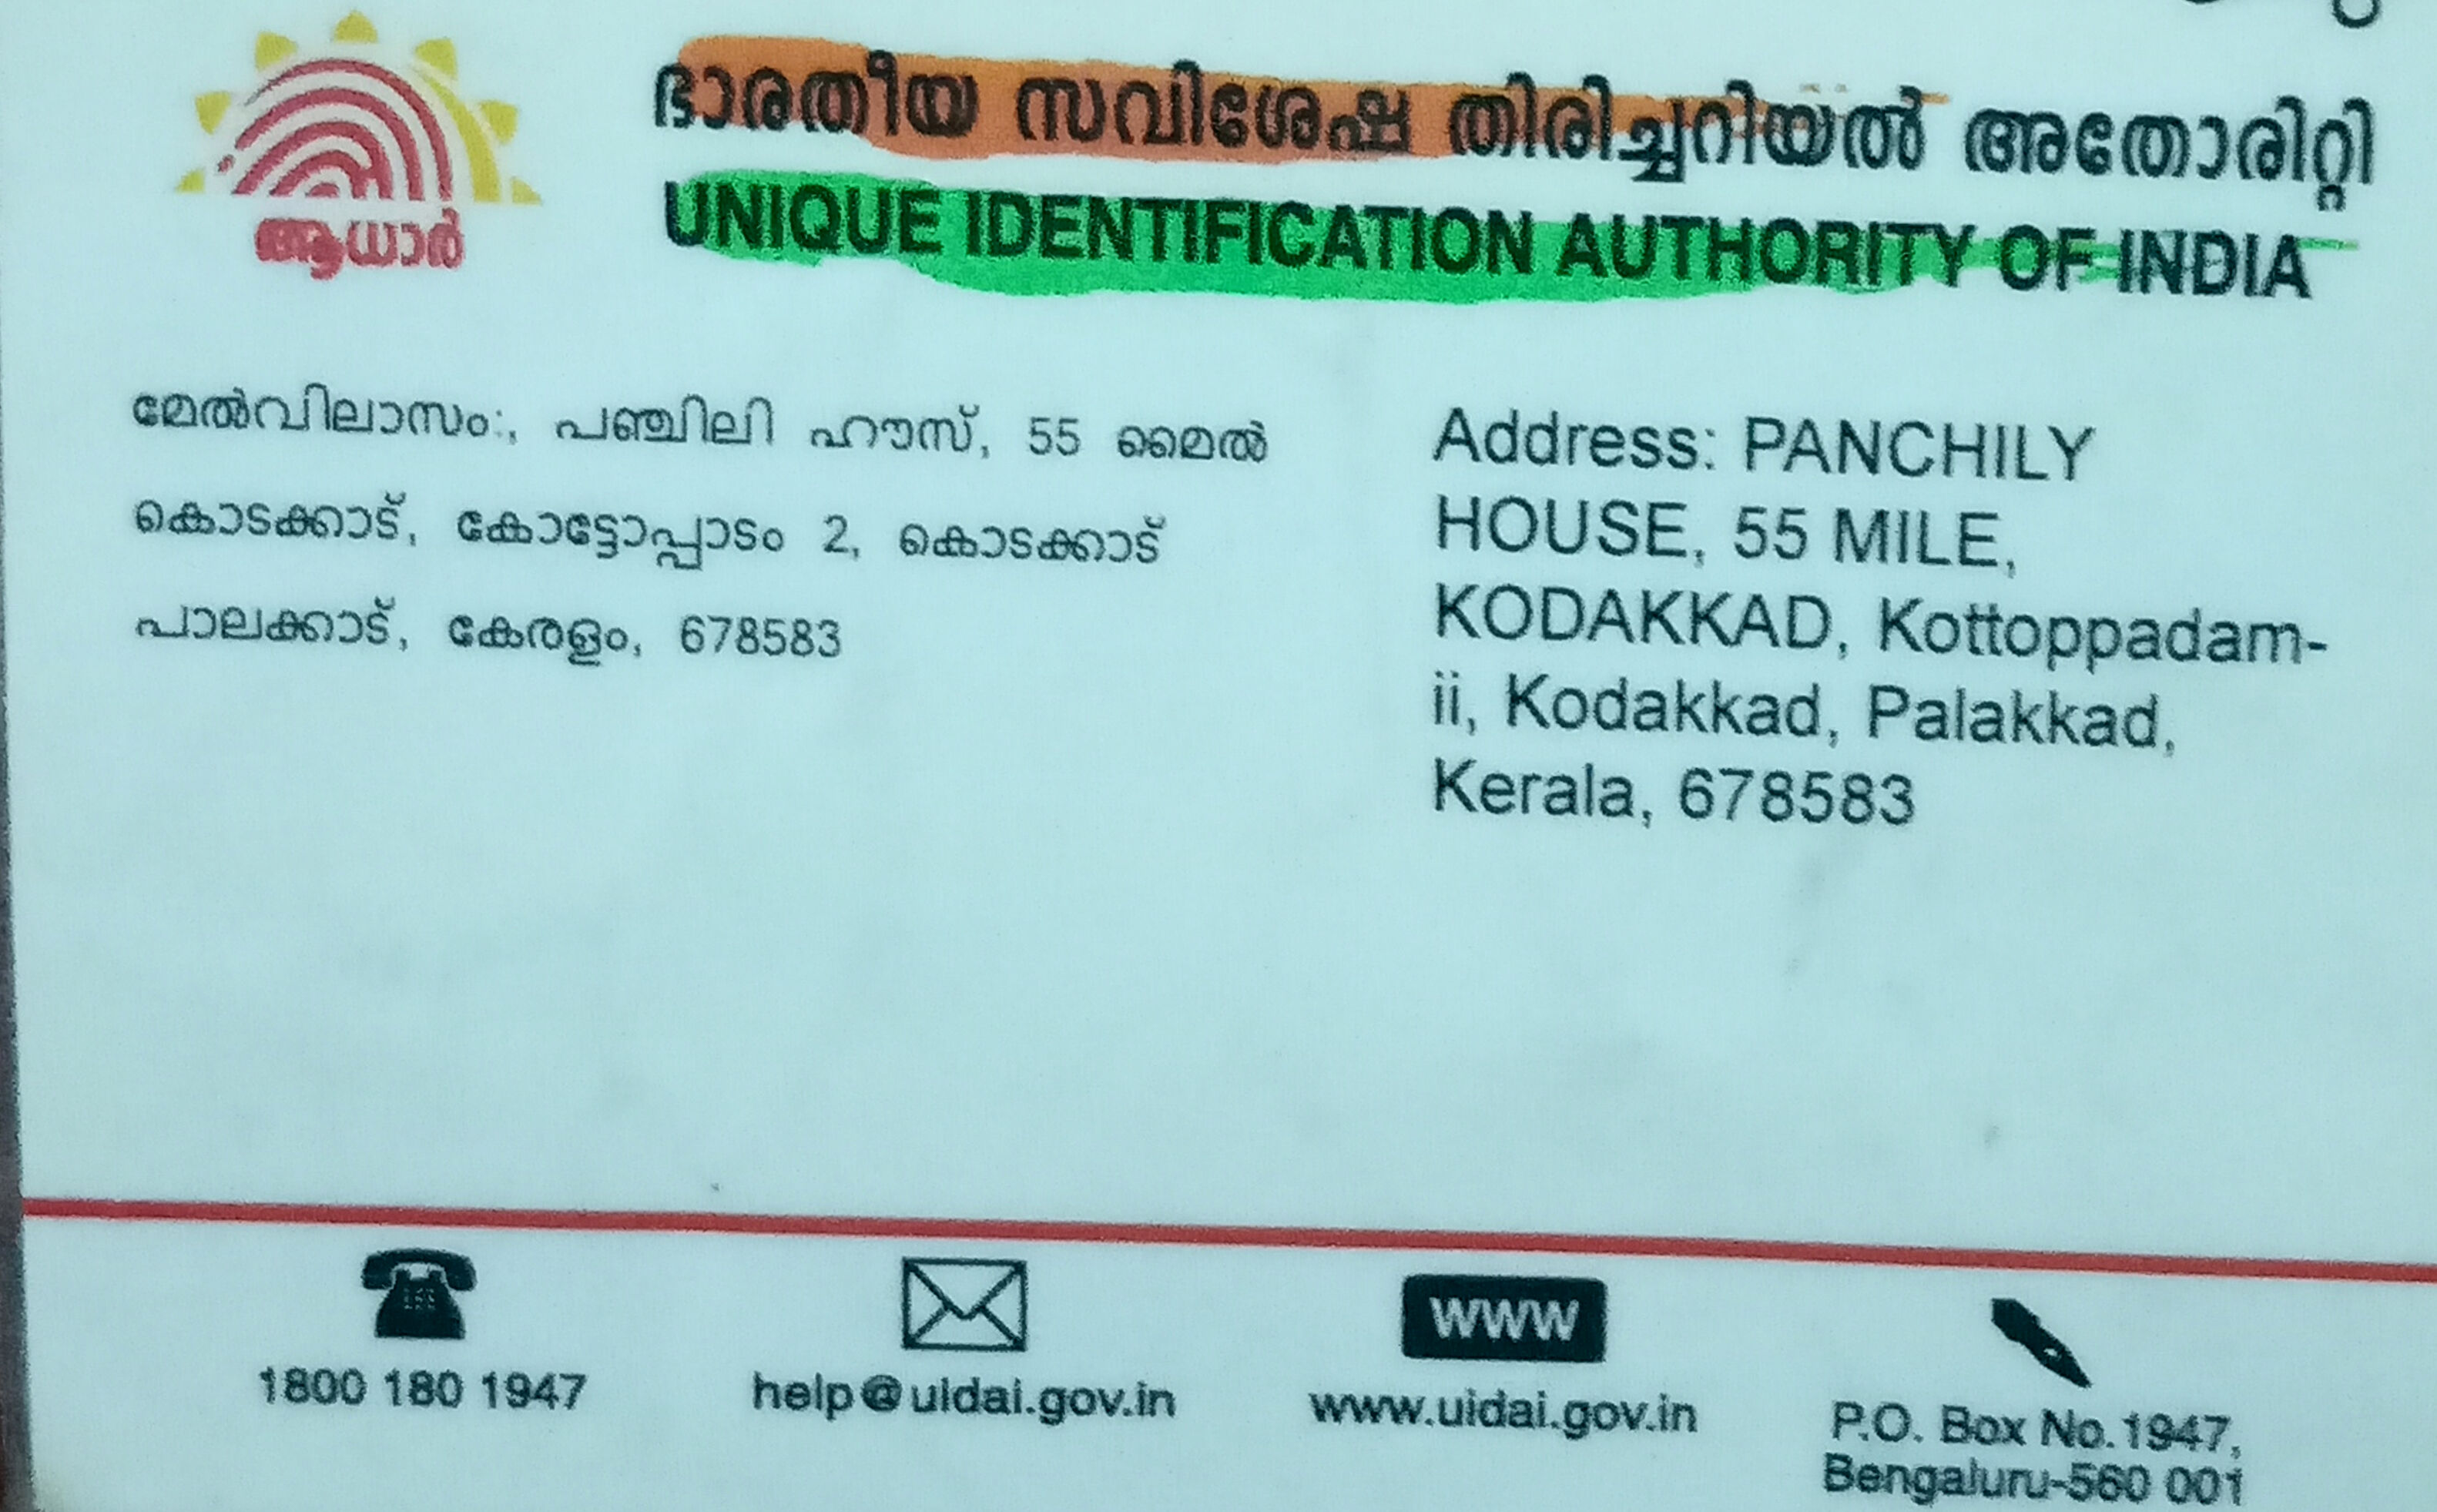 ആധാർ
ഭാരതീയ സവിശേഷ തിരിച്ചറിയൽ അതോരിറ്റി
UNIQUE IDENTIFICATION AUTHORITY OF INDIA
മേൽവിലാസം:, പഞ്ചിലി ഹൗസ്, 55 മൈൽ
കൊടക്കാട്, കോട്ടോപ്പാടം 2, കൊടക്കാട്
പാലക്കാട്, കേരളം, 678583
Address: PANCHILY
HOUSE, 55 MILE,
KODAKKAD, Kottoppadam-
ii, Kodakkad, Palakkad,
Kerala, 678583
1800 180 1947
help@uidai.gov.in
WWW
www.uidai.gov.in
P.O. Box No.1947,
Bengaluru-560 001